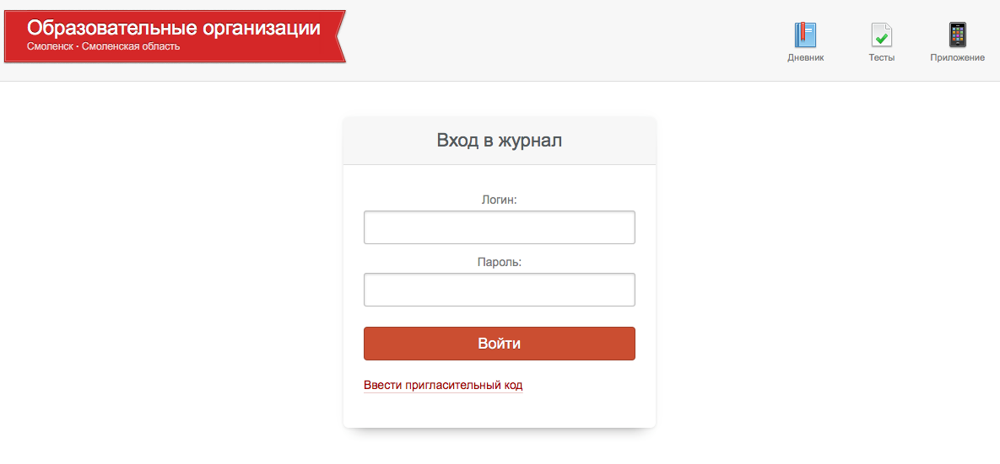 Образовательные организации
Смоленск - Смоленская область
Дневник
Тесты
Приложение
Вход в журнал
Логин:
Пароль:
Войти
Ввести пригласительный код